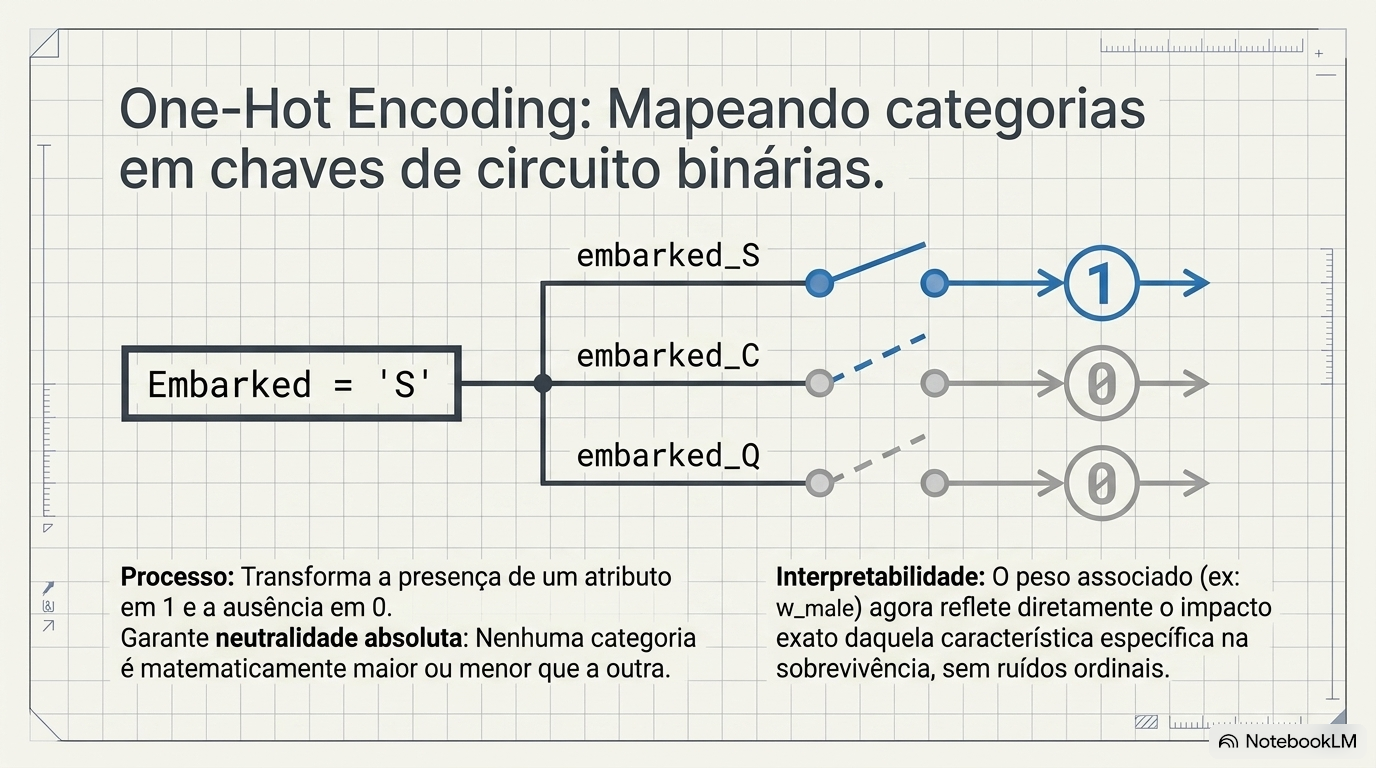 One-Hot Encoding: Mapeando categorias
em chaves de circuito binárias.
embarked_S
1
Embarked = 'S'
embarked_C
0
embarked_Q
0
Processo: Transforma a presença de um atributo
em 1 e a ausência em 0.
Garante neutralidade absoluta: Nenhuma categoria
é matematicamente maior ou menor que a outra.
Interpretabilidade: O peso associado (ex:
w_male) agora reflete diretamente o impacto
exato daquela característica específica na
sobrevivência, sem ruídos ordinais.
NotebookLM